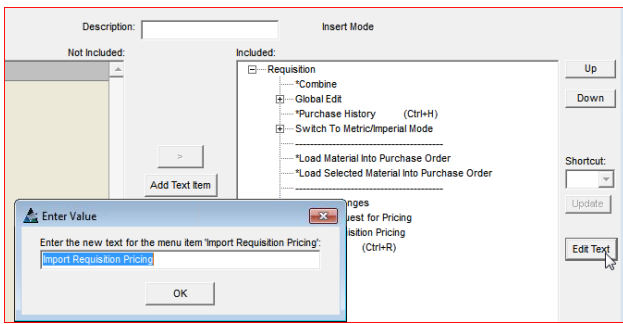 Description:
Insert Mode
Not Included:
Included:
Requisition
*Combine
Global Edit
*Purchase History (Ctrl+H)
Switch To Metric/Imperial Mode
*Load Material Into Purchase Order
*Load Selected Material Into Purchase Order
nges
uest for Pricing
isition Pricing
(Ctrl+R)
>
Add Text Item
Up
Down
Shortcut:
Update
Edit Text
Enter Value
Enter the new text for the menu item 'Import Requisition Pricing':
Import Requisition Pricing
OK